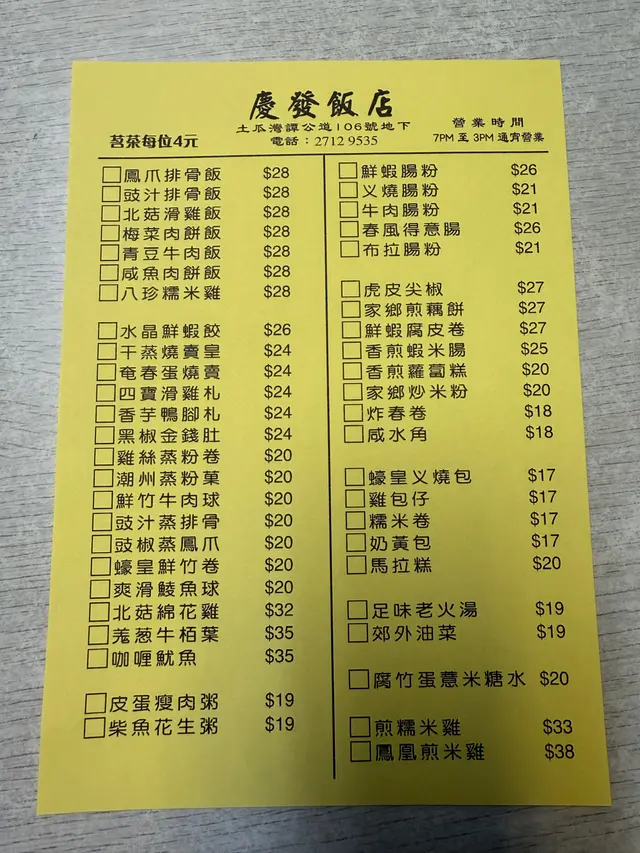 慶發飯店
土瓜灣譚公道106號地下
電話：2712 9535
茗茶每位4元
營業時間
7PM 至 3PM 通宵營業
鳳爪排骨飯 $28
豉汁排骨飯 $28
北菇滑雞飯 $28
梅菜肉餅飯 $28
青豆牛肉飯 $28
咸魚肉餅飯 $28
八珍糯米雞 $28
水晶鮮蝦餃 $26
干蒸燒賣皇 $24
奄春蛋燒賣 $24
四寶滑雞札 $24
香芋鴨腳札 $24
黑椒金錢肚 $24
雞絲蒸粉卷 $20
潮州蒸粉菓 $20
鮮竹牛肉球 $20
豉汁蒸排骨 $20
豉椒蒸鳳爪 $20
蠔皇鮮竹卷 $20
爽滑鯪魚球 $20
北菇綿花雞 $32
羗葱牛栢葉 $35
咖喱魷魚 $35
皮蛋瘦肉粥 $19
柴魚花生粥 $19
鮮蝦腸粉 $26
义燒腸粉 $21
牛肉腸粉 $21
春風得意腸 $26
布拉腸粉 $21
虎皮尖椒 $27
家鄉煎藕餅 $27
鮮蝦腐皮卷 $27
香煎蝦米腸 $25
香煎蘿蔔糕 $20
家鄉炒米粉 $20
炸春卷 $18
咸水角 $18
蠔皇义燒包 $17
雞包仔 $17
糯米卷 $17
奶黃包 $17
馬拉糕 $20
足味老火湯 $19
郊外油菜 $19
腐竹蛋薏米糖水 $20
煎糯米雞 $33
鳳凰煎米雞 $38